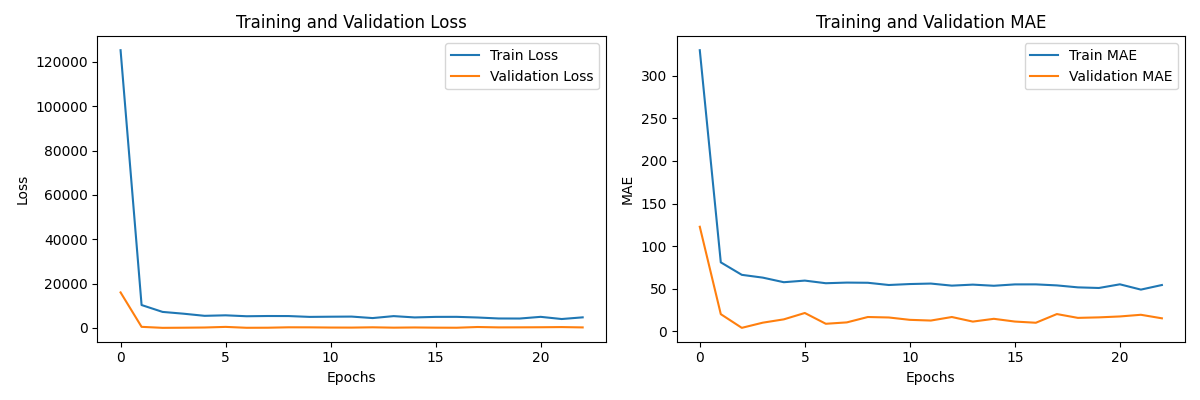 Training and Validation Loss
Train Loss
Validation Loss
120000
100000
80000
60000
40000
20000
0
Loss
0 5 10 15 20
Epochs
Training and Validation MAE
Train MAE
Validation MAE
300
250
200
150
100
50
0
MAE
0 5 10 15 20
Epochs